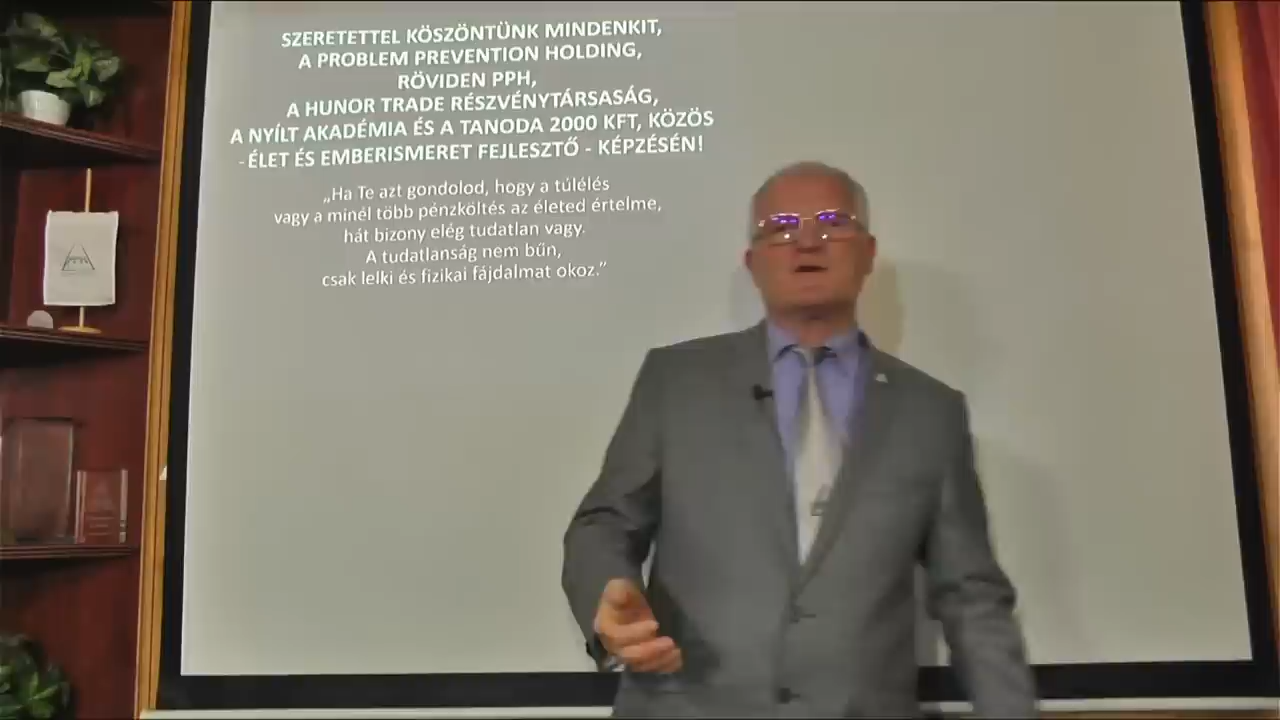 SZERETETTEL KÖSZÖNTÜNK MINDENKIT,
A PROBLEM PREVENTION HOLDING,
RÖVIDEN PPH,
A HUNOR TRADE RÉSZVÉNYTÁRSASÁG,
A NYÍLT AKADÉMIA ÉS A TANODA 2000 KFT, KÖZÖS
- ÉLET ÉS EMBERISMERET FEJLESZTŐ - KÉPZÉSÉN!
„Ha Te azt gondolod, hogy a túlélés
vagy a minél több pénzköltés az életed értelme,
hát bizony elég tudatlan vagy.
A tudatlanság nem bűn,
csak lelki és fizikai fájdalmat okoz.”